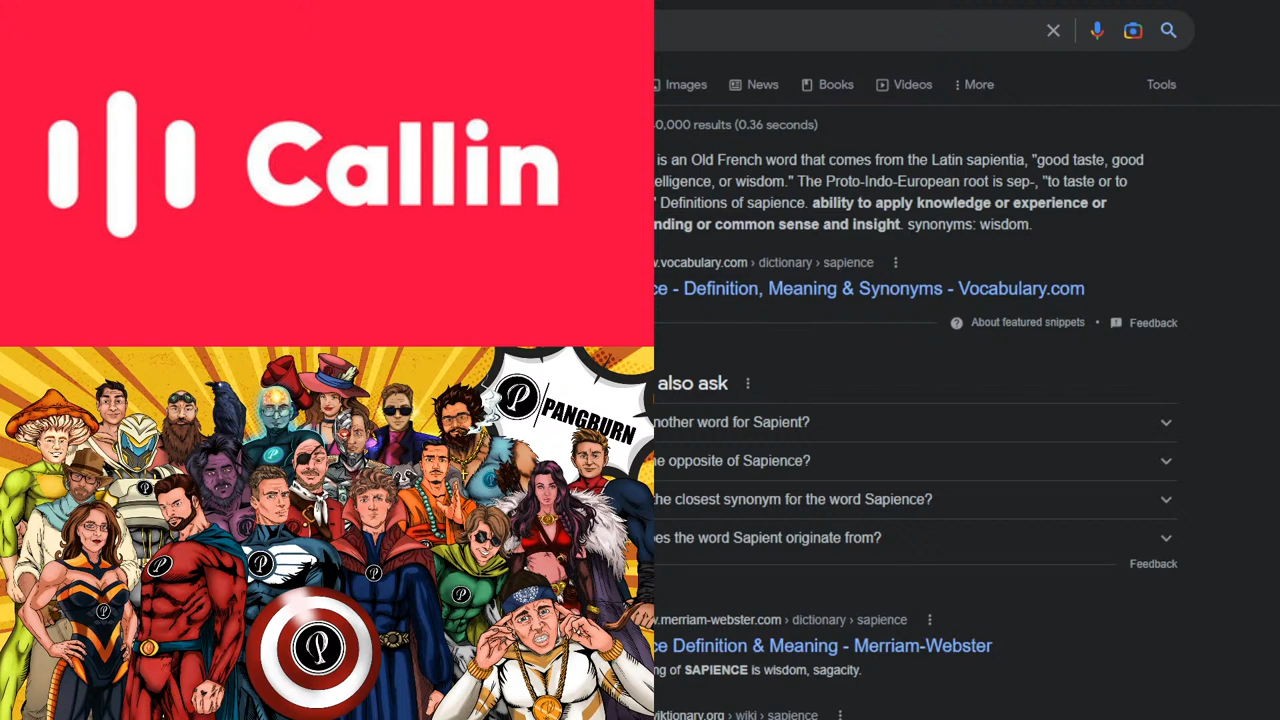 Callin
PANGBURN
Images News Books Videos More Tools
0,000 results (0.36 seconds)
is an Old French word that comes from the Latin sapientia, "good taste, good
elligence, or wisdom." The Proto-Indo-European root is sep-, "to taste or to
" Definitions of sapience. ability to apply knowledge or experience or
nding or common sense and insight. synonyms: wisdom.
.vocabulary.com › dictionary › sapience
ce - Definition, Meaning & Synonyms - Vocabulary.com
About featured snippets • Feedback
also ask
nother word for Sapient?
e opposite of Sapience?
he closest synonym for the word Sapience?
es the word Sapient originate from?
Feedback
.merriam-webster.com › dictionary › sapience
ce Definition & Meaning - Merriam-Webster
ng of SAPIENCE is wisdom, sagacity.
iktionary.org › wiki › sapience